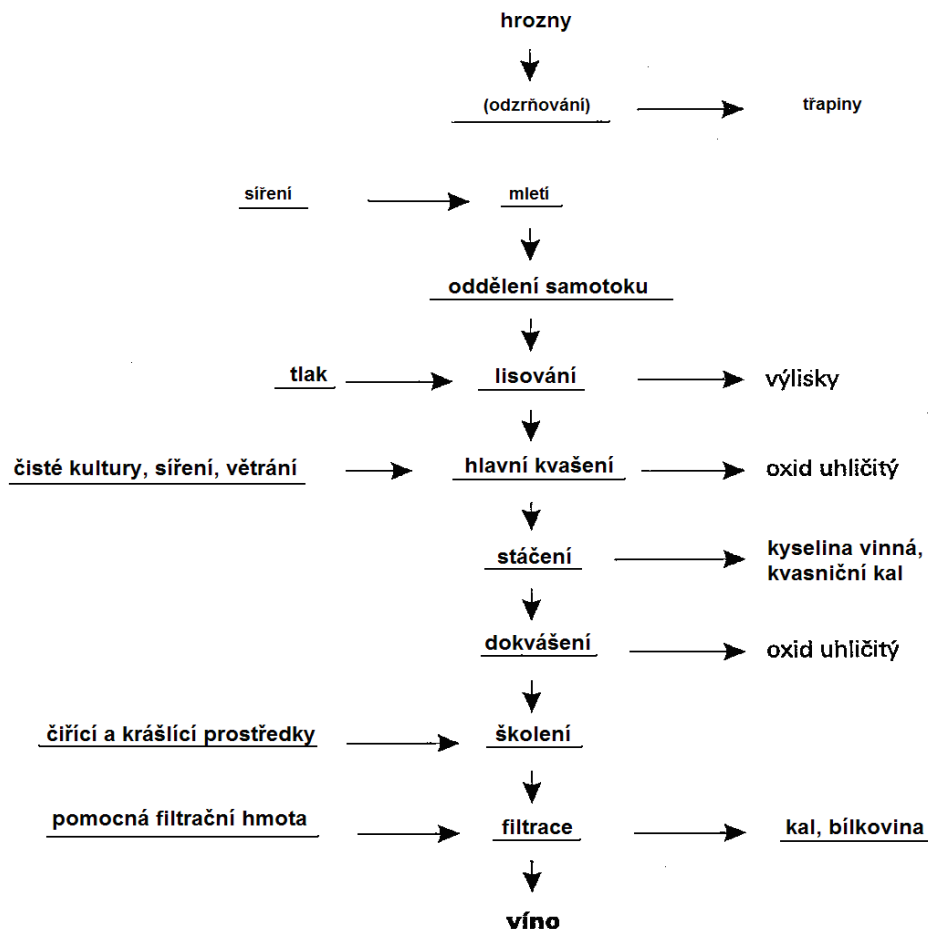 hrozny
(odzrňování)
třapiny
síření
mletí
oddělení samotoku
tlak
lisování
výlisky
čisté kultury, síření, větrání
hlavní kvašení
oxid uhličitý
stáčení
kyselina vinná,
kvasniční kal
dokvášení
oxid uhličitý
čiřící a krášlící prostředky
školení
pomocná filtrační hmota
filtrace
kal, bílkovina
víno